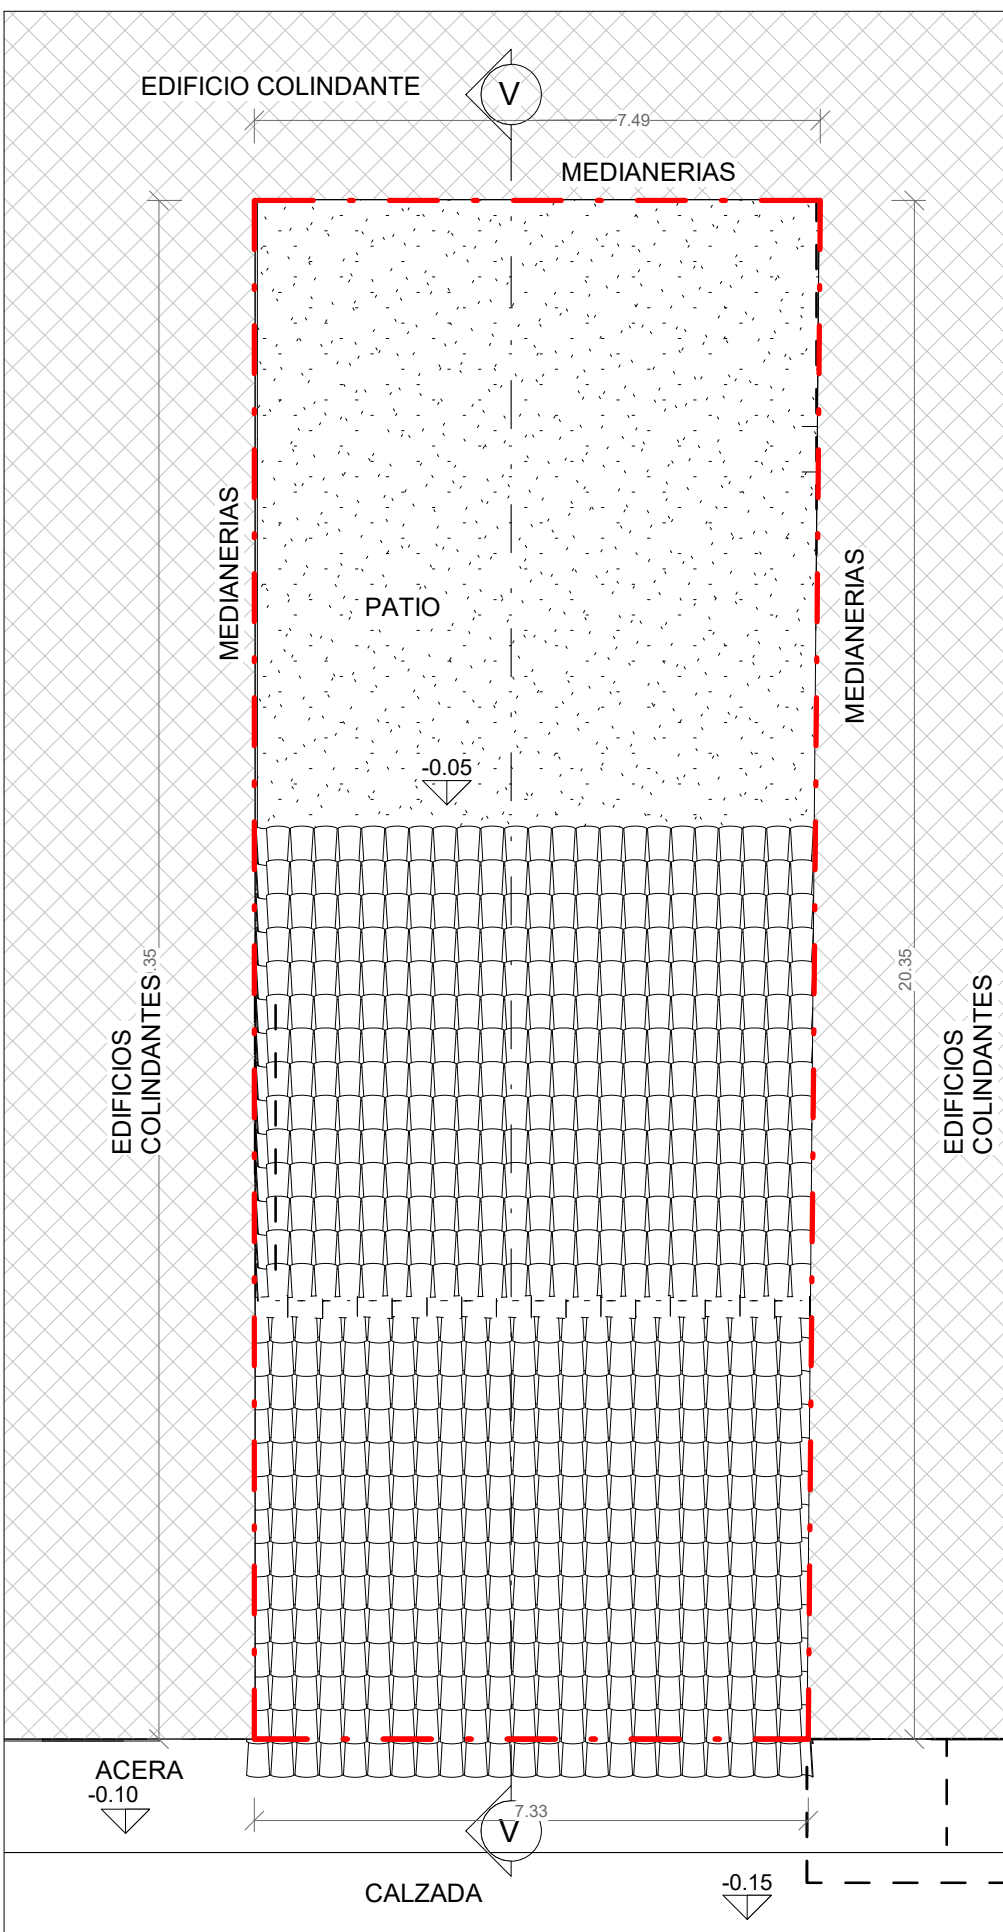 EDIFICIO COLINDANTE
V
7.49
MEDIANERIAS
MEDIANERIAS
MEDIANERIAS
PATIO
-0.05
.35
20.35
EDIFICIOS
COLINDANTES
EDIFICIOS
COLINDANTES
ACERA
-0.10
7.33
V
CALZADA
-0.15